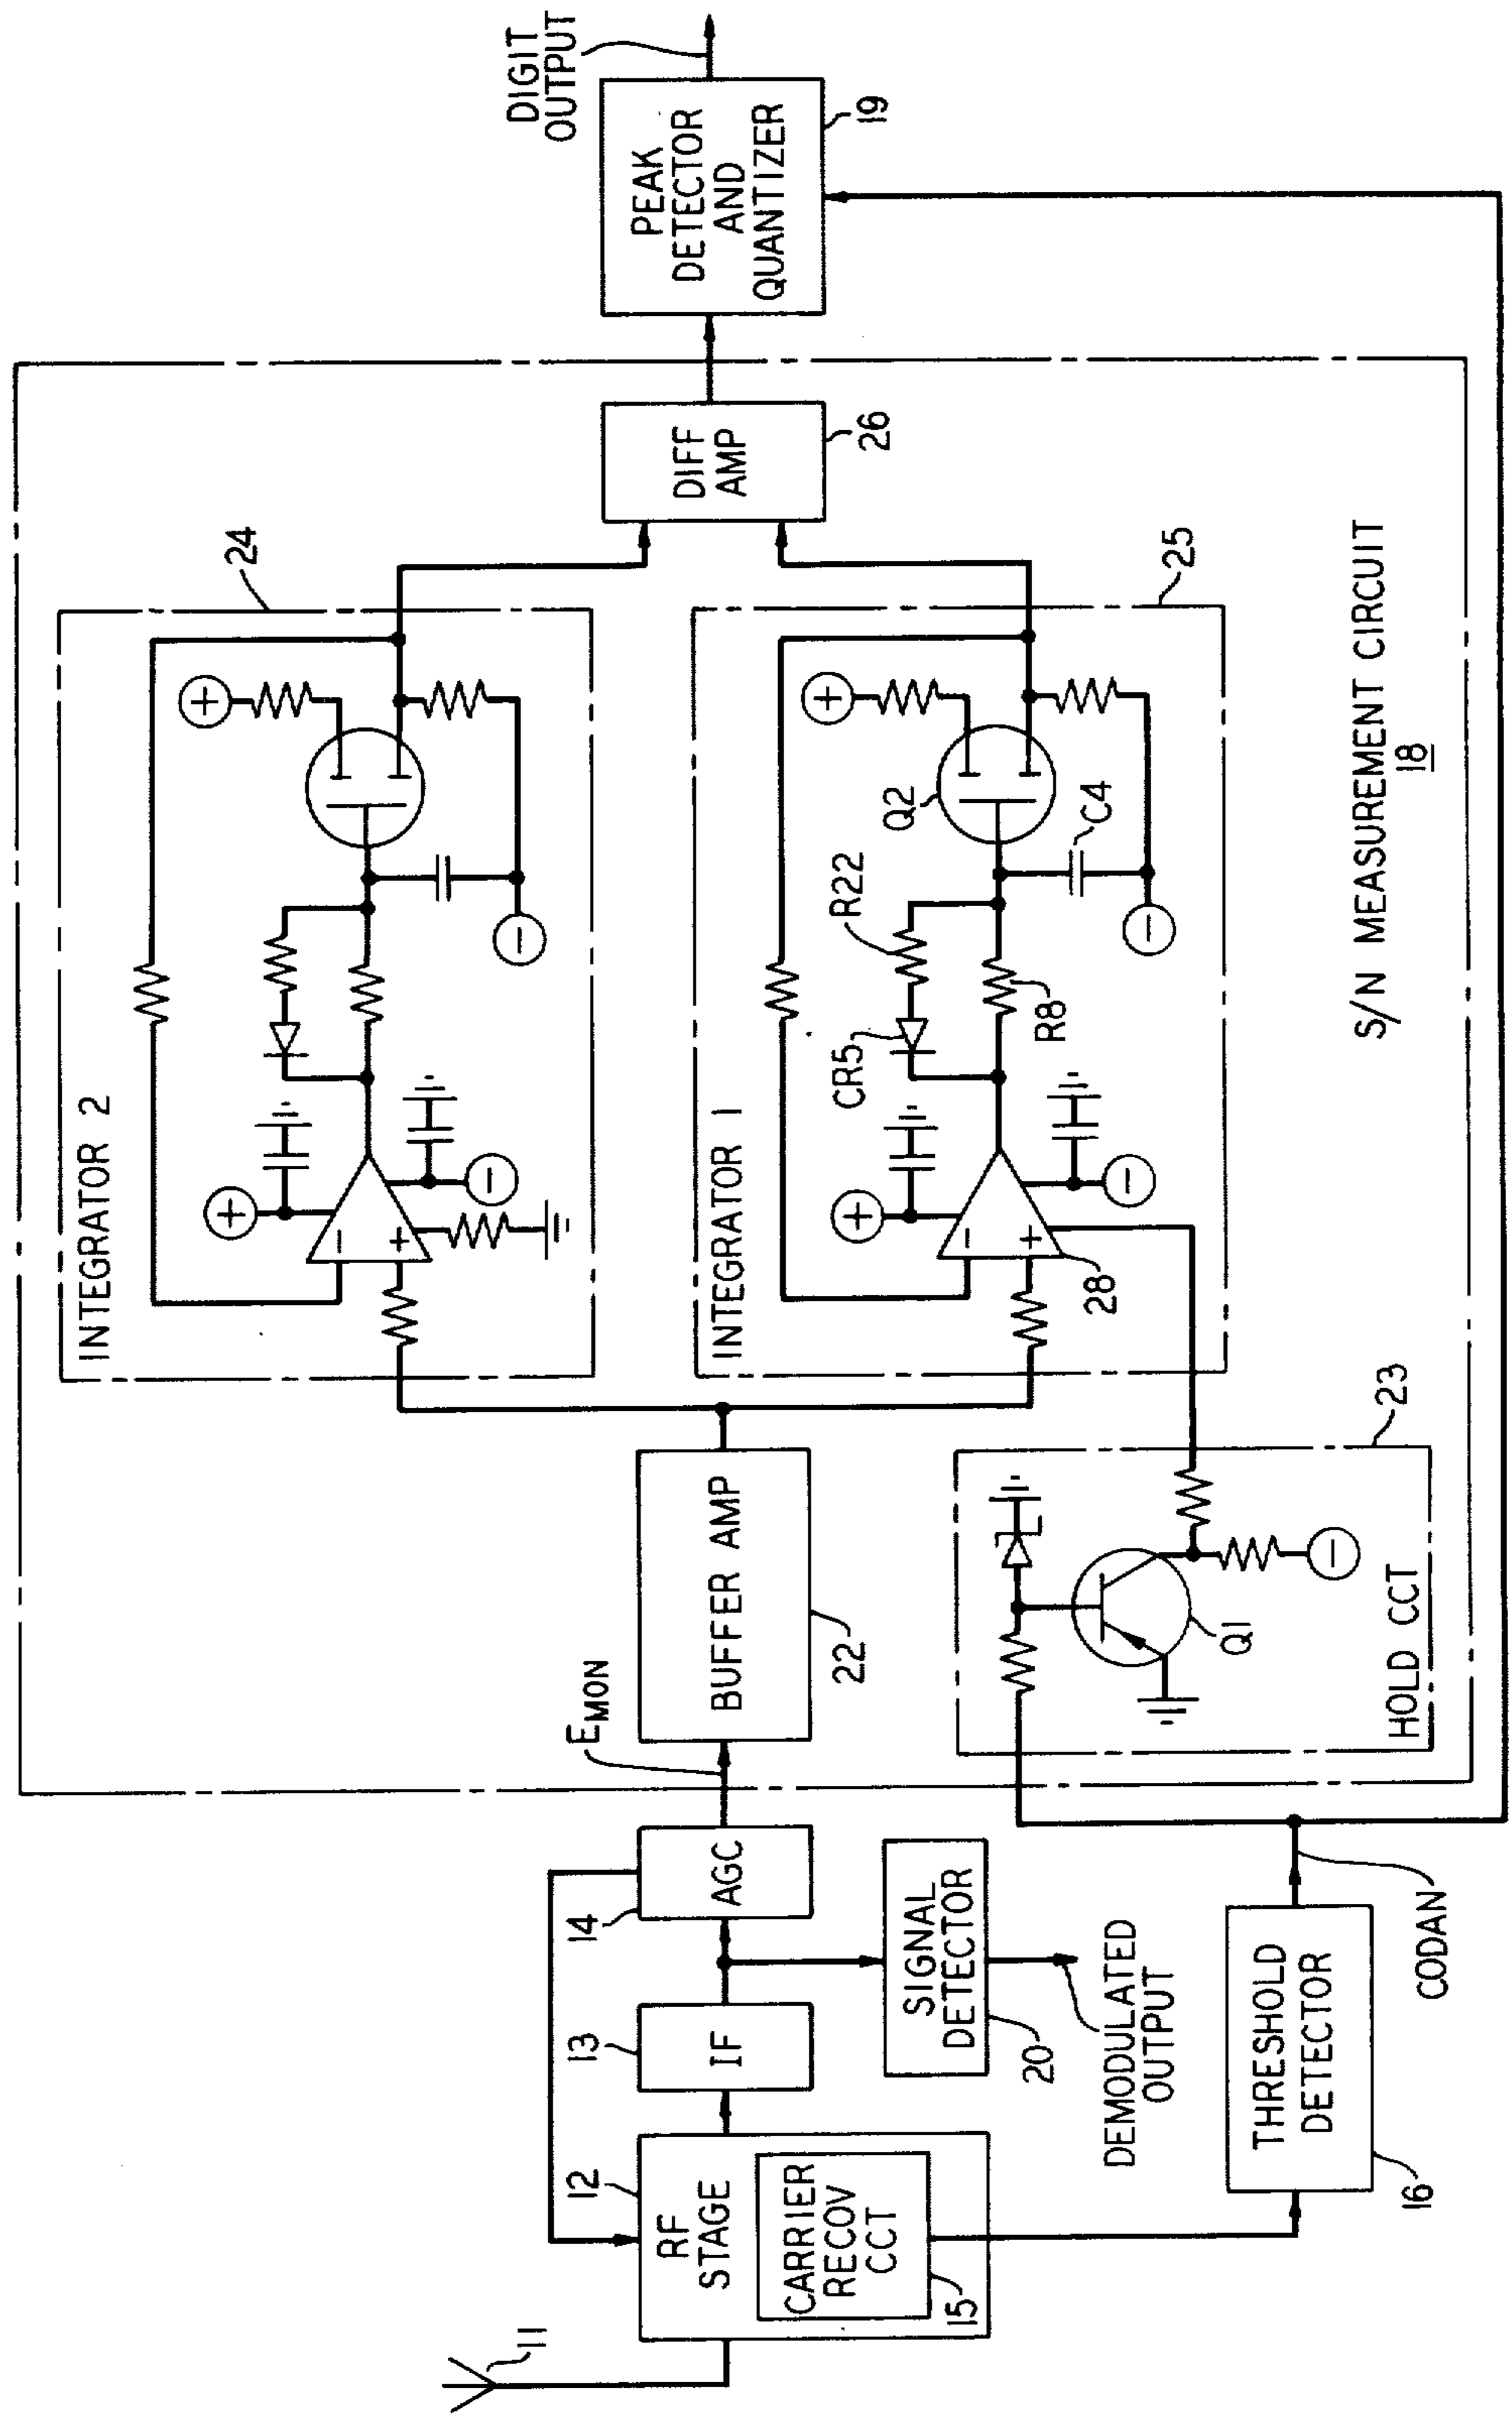 11
RF
STAGE
12
CARRIER
RECOV
CCT
15
IF
13
AGC
14
SIGNAL
DETECTOR
20
DEMODULATED
OUTPUT
THRESHOLD
DETECTOR
16
CODAN
EMON
BUFFER AMP
22
HOLD CCT
23
Q1
−
INTEGRATOR 2
24
+
−
−
+
+
−
INTEGRATOR 1
25
+
−
−
+
28
CR5
R22
R8
Q2
C4
+
−
DIFF
AMP
26
S/N MEASUREMENT CIRCUIT
18
PEAK
DETECTOR
AND
QUANTIZER
19
DIGIT
OUTPUT